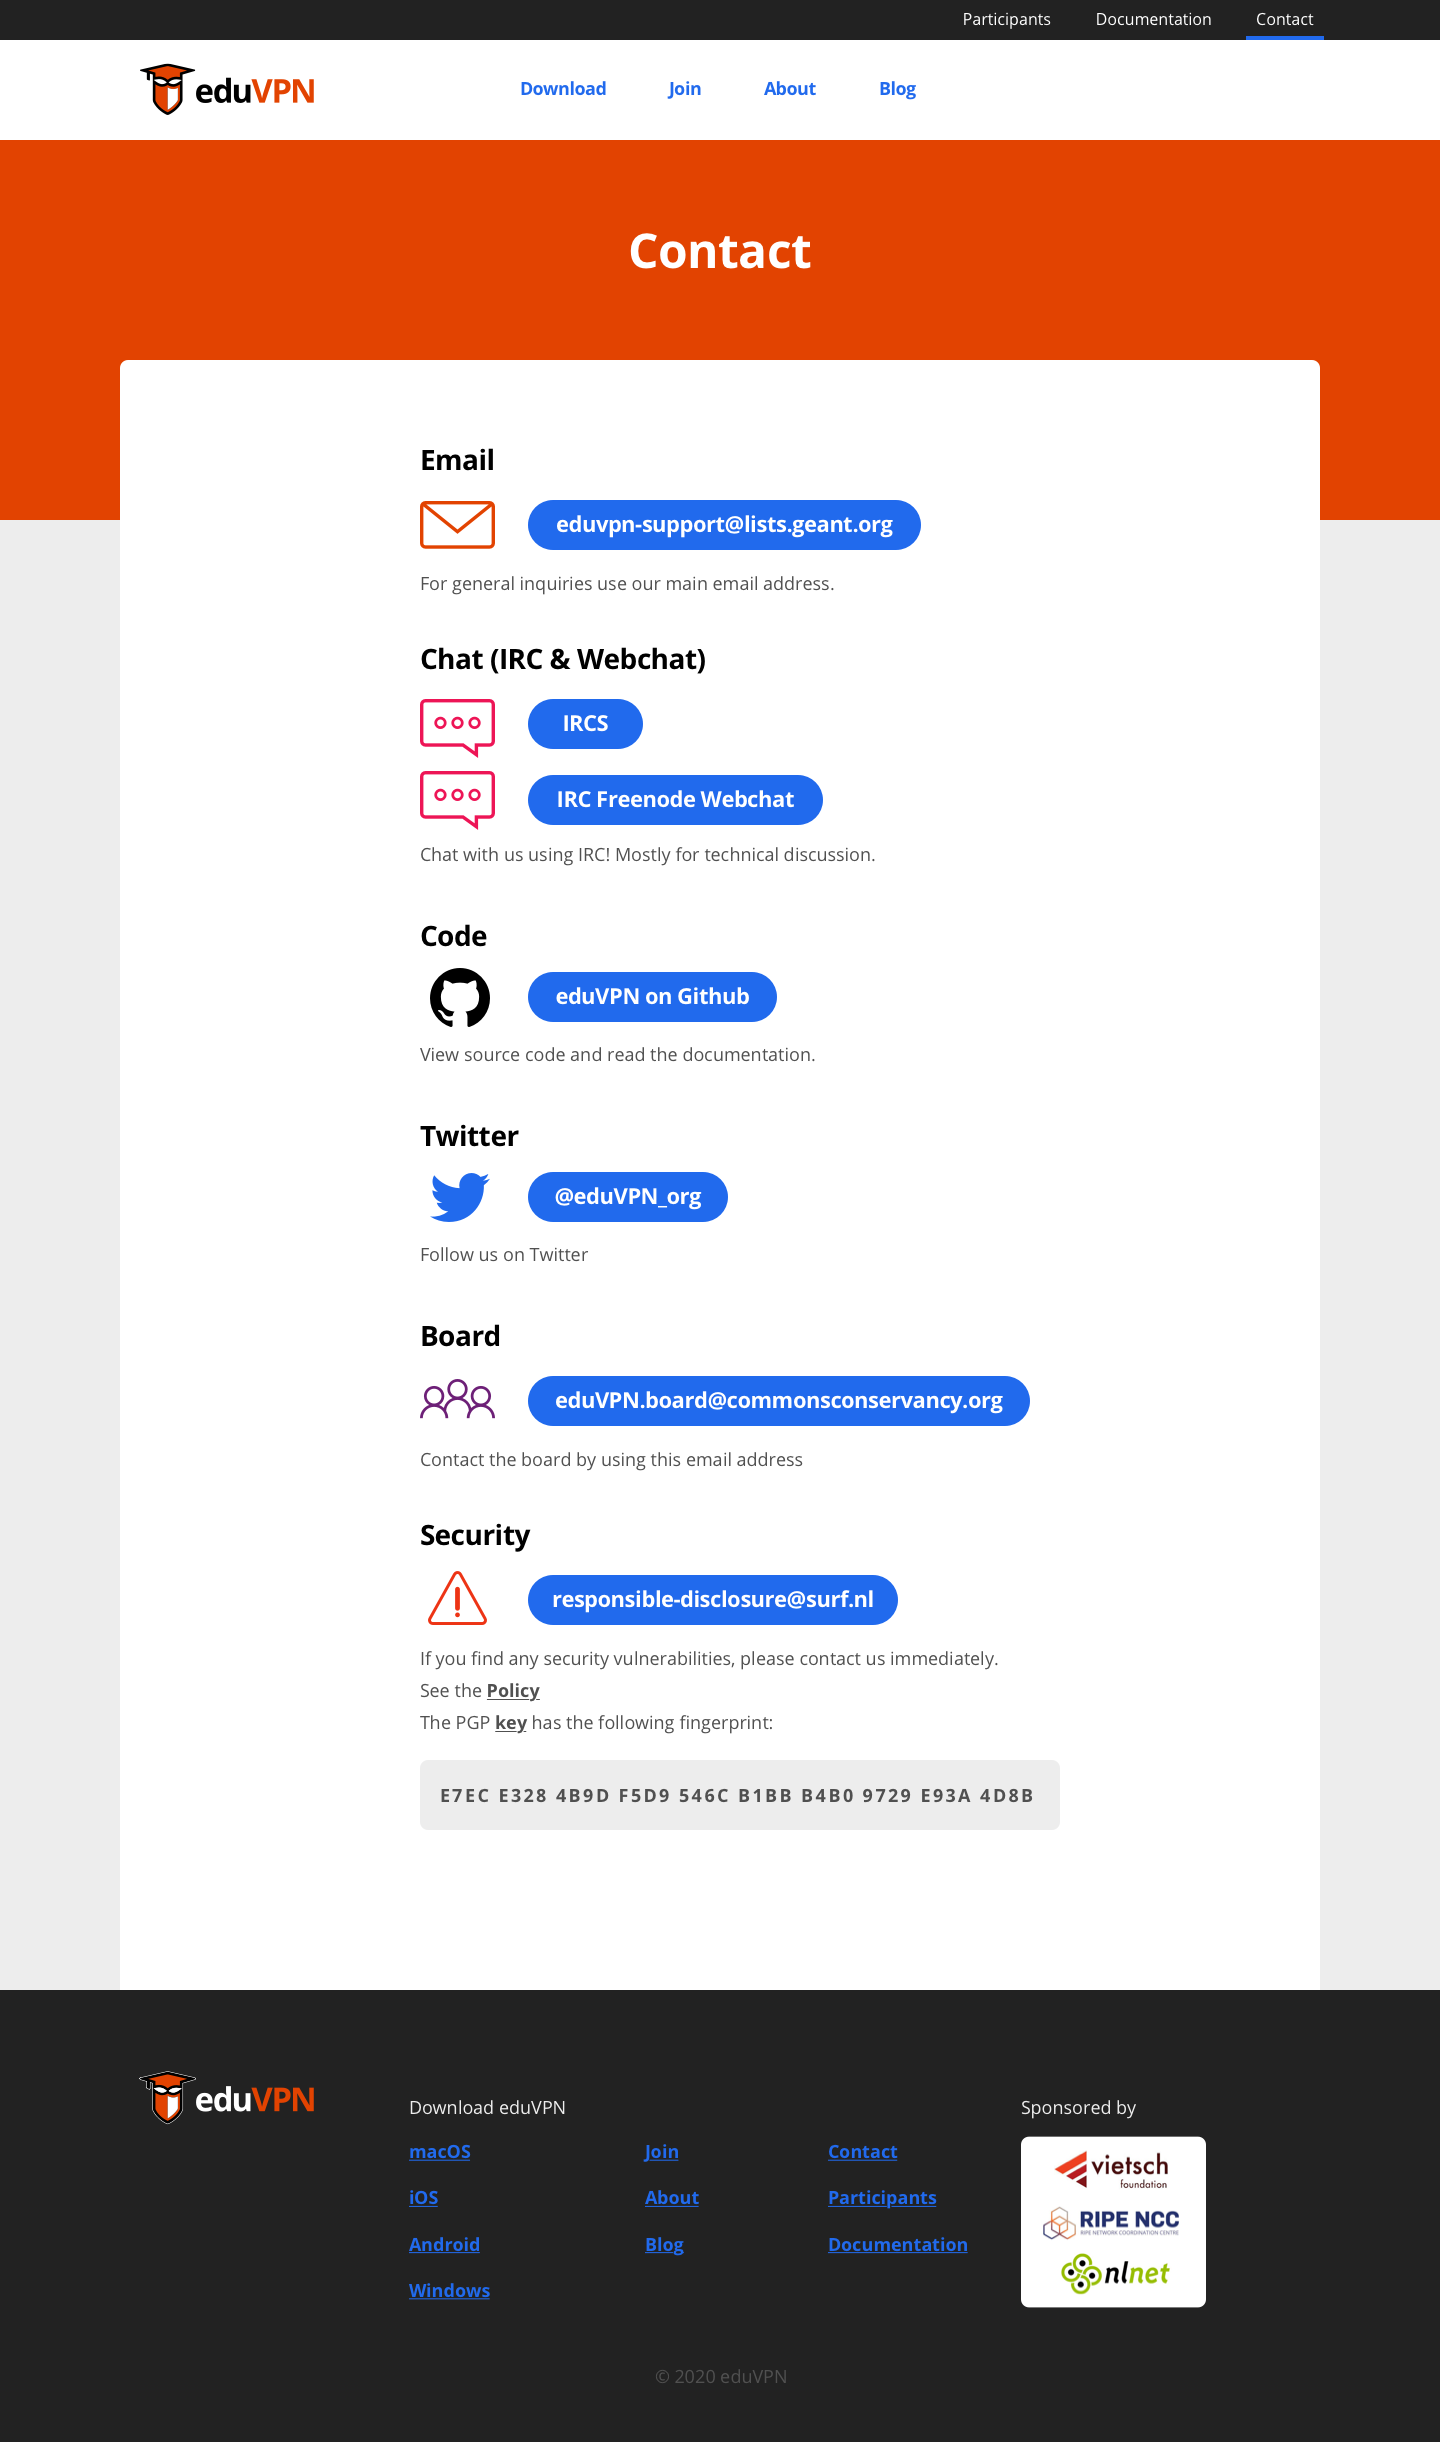 Participants Documentation Contact
eduVPN Download Join About Blog
Contact
Email
eduvpn-support@lists.geant.org
For general inquiries use our main email address.
Chat (IRC & Webchat)
IRCS
IRC Freenode Webchat
Chat with us using IRC! Mostly for technical discussion.
Code
eduVPN on Github
View source code and read the documentation.
Twitter
@eduVPN_org
Follow us on Twitter
Board
eduVPN.board@commonsconservancy.org
Contact the board by using this email address
Security
responsible-disclosure@surf.nl
If you find any security vulnerabilities, please contact us immediately.
See the Policy
The PGP key has the following fingerprint:
E7EC E328 4B9D F5D9 546C B1BB B4B0 9729 E93A 4D8B
eduVPN
Download eduVPN
macOS
iOS
Android
Windows
Join
About
Blog
Contact
Participants
Documentation
Sponsored by
vietsch
foundation
RIPE NCC
RIPE NETWORK COORDINATION CENTRE
nlnet
© 2020 eduVPN